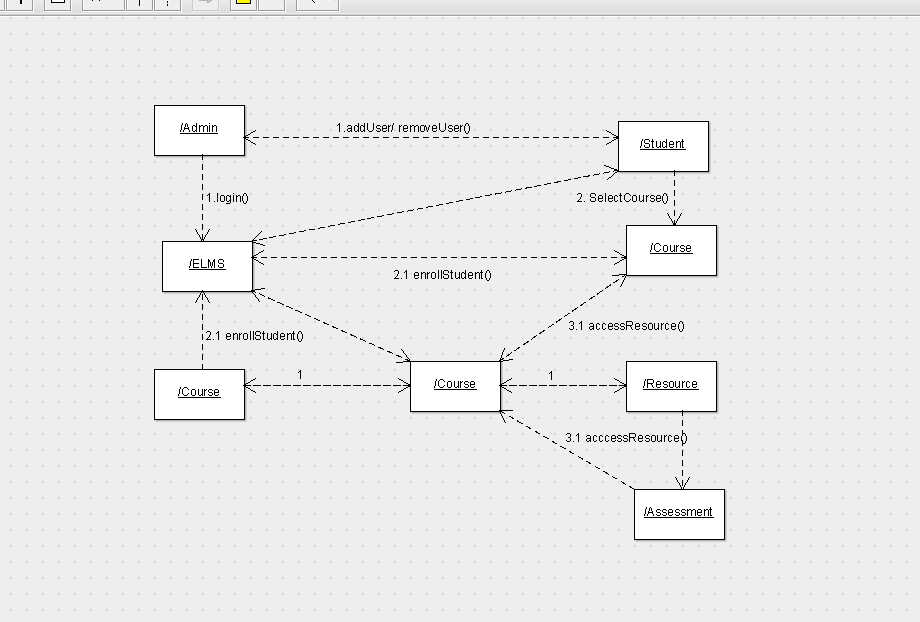 /Admin
1.addUser/ removeUser()
/Student
1.login()
2. SelectCourse()
/ELMS
/Course
2.1 enrollStudent()
3.1 accessResource()
2.1 enrollStudent()
/Course
1
/Course
1
/Resource
3.1 acccessResource()
/Assessment